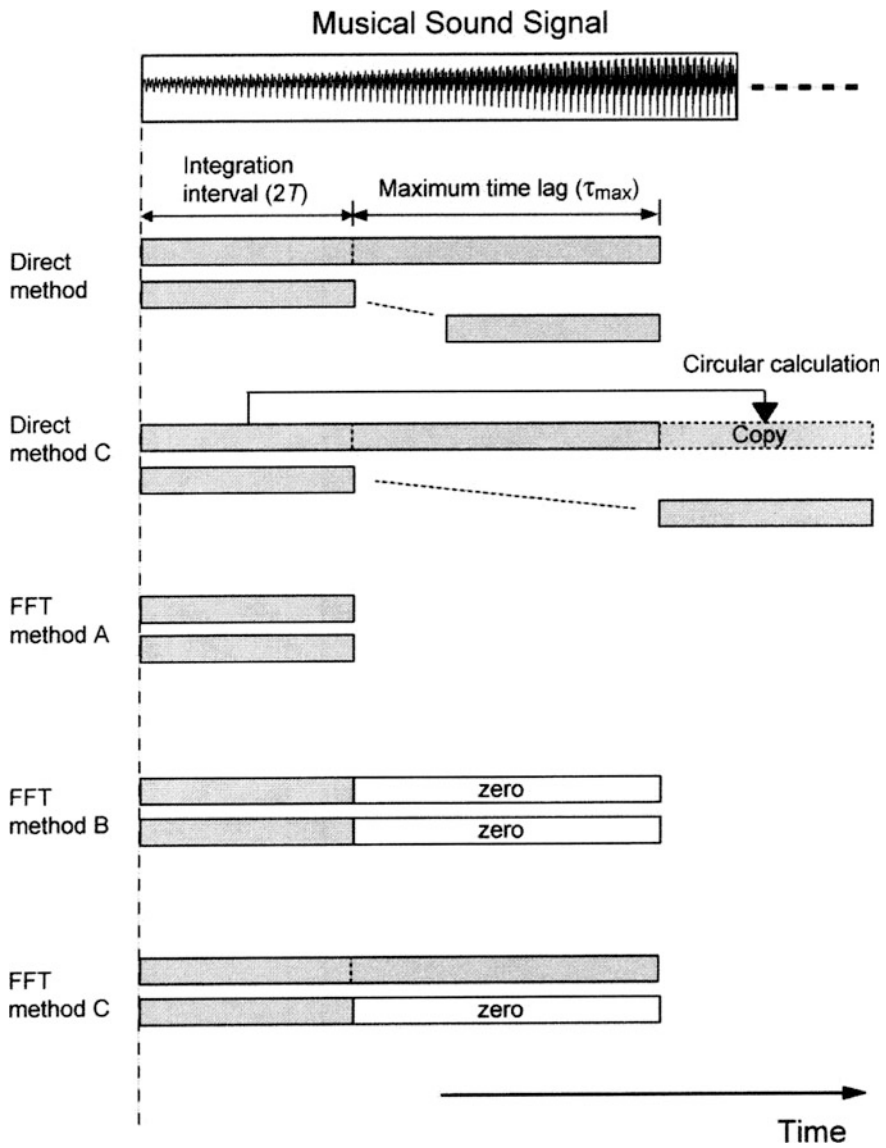 Musical Sound Signal
Integration
interval (2T)
Maximum time lag (τmax)
Direct
method
Circular calculation
Direct
method C
Copy
FFT
method A
FFT
method B
zero
zero
FFT
method C
zero
Time